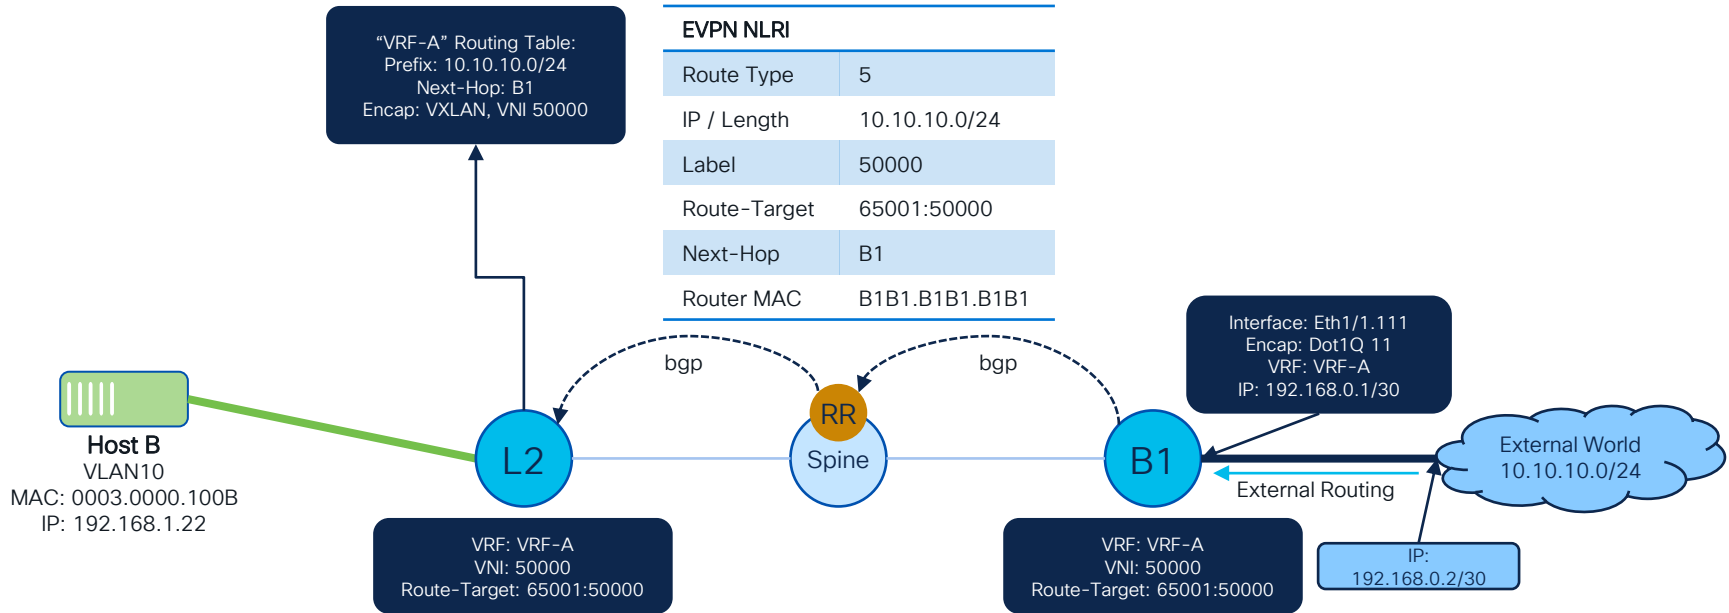 “VRF-A” Routing Table:
Prefix: 10.10.10.0/24
Next-Hop: B1
Encap: VXLAN, VNI 50000
EVPN NLRI
Route Type 5
IP / Length 10.10.10.0/24
Label 50000
Route-Target 65001:50000
Next-Hop B1
Router MAC B1B1.B1B1.B1B1
Interface: Eth1/1.111
Encap: Dot1Q 11
VRF: VRF-A
IP: 192.168.0.1/30
bgp
bgp
RR
Host B
VLAN10
MAC: 0003.0000.100B
IP: 192.168.1.22
L2
Spine
B1
External Routing
External World
10.10.10.0/24
VRF: VRF-A
VNI: 50000
Route-Target: 65001:50000
VRF: VRF-A
VNI: 50000
Route-Target: 65001:50000
IP:
192.168.0.2/30